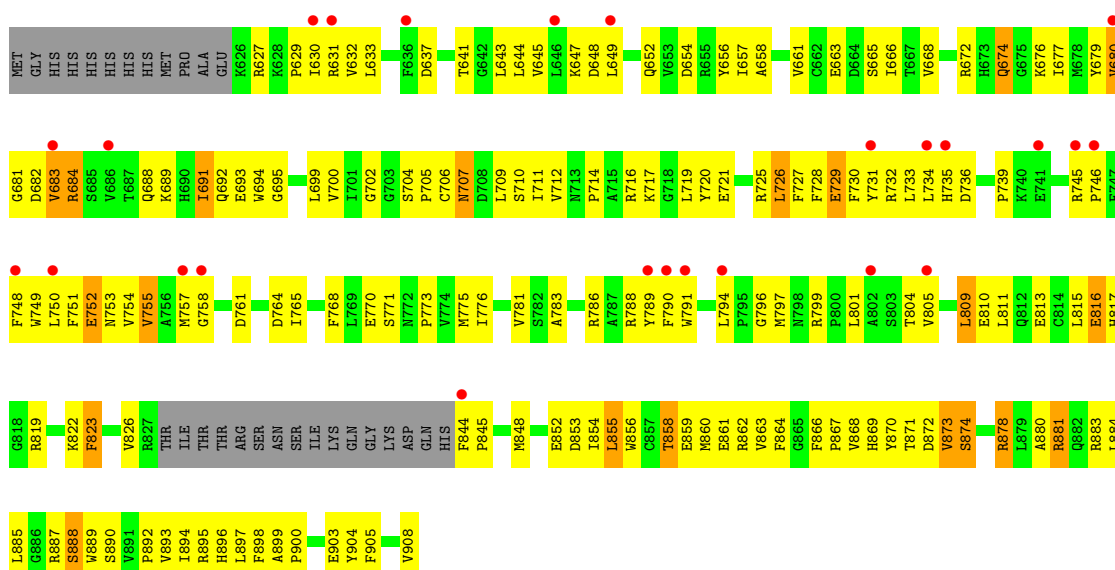 MET GLY HIS HIS HIS HIS HIS HIS MET PRO ALA GLU K626 R627 K628 P629 I630 R631 V632 L633 F636 D637 T641 G642 L643 L644 V645 L646 K647 D648 L649 Q652 V653 D654 R655 Y656 I657 A658 V661 C662 E663 D664 S665 I666 T667 V668 R672 H673 Q674 G675 K676 I677 M678 Y679
G681 D682 V683 R684 S685 V686 T687 Q688 K689 H690 I691 Q692 E693 W694 G695 L699 V700 I701 G702 G703 S704 P705 C706 N707 D708 L709 S710 I711 V712 N713 P714 A715 R716 K717 G718 L719 Y720 E721 R725 L726 F727 F728 E729 F730 Y731 R732 L733 L734 H735 D736 P739 K740 E741 R745 P746
F748 W749 L750 F751 E752 N753 V754 V755 A756 M757 G758 D761 D764 I765 F768 L769 E770 S771 N772 P773 V774 M775 I776 V781 S782 A783 R786 A787 R788 Y789 F790 W791 L794 P795 G796 M797 N798 R799 P800 L801 A802 S803 T804 V805 L809 E810 L811 Q812 E813 C814 L815 E816 H817
G818 R819 K822 F823 V826 R827 THR ILE THR THR ARG SER ASN SER ILE LYS GLN GLY LYS ASP GLN HIS F844 P845 M848 E852 D853 I854 L855 W856 C857 T858 E859 M860 E861 R862 V863 F864 G865 F866 P867 V868 H869 Y870 T871 D872 V873 S874 R878 L879 A880 R881 Q882 R883
L885 G886 R887 S888 W889 S890 V891 P892 V893 I894 R895 H896 L897 F898 A899 P900 E903 Y904 F905 V908